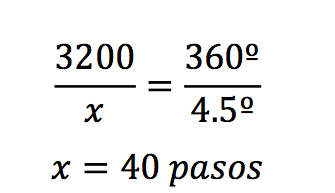 3200 / x = 360º / 4.5º
x = 40 pasos